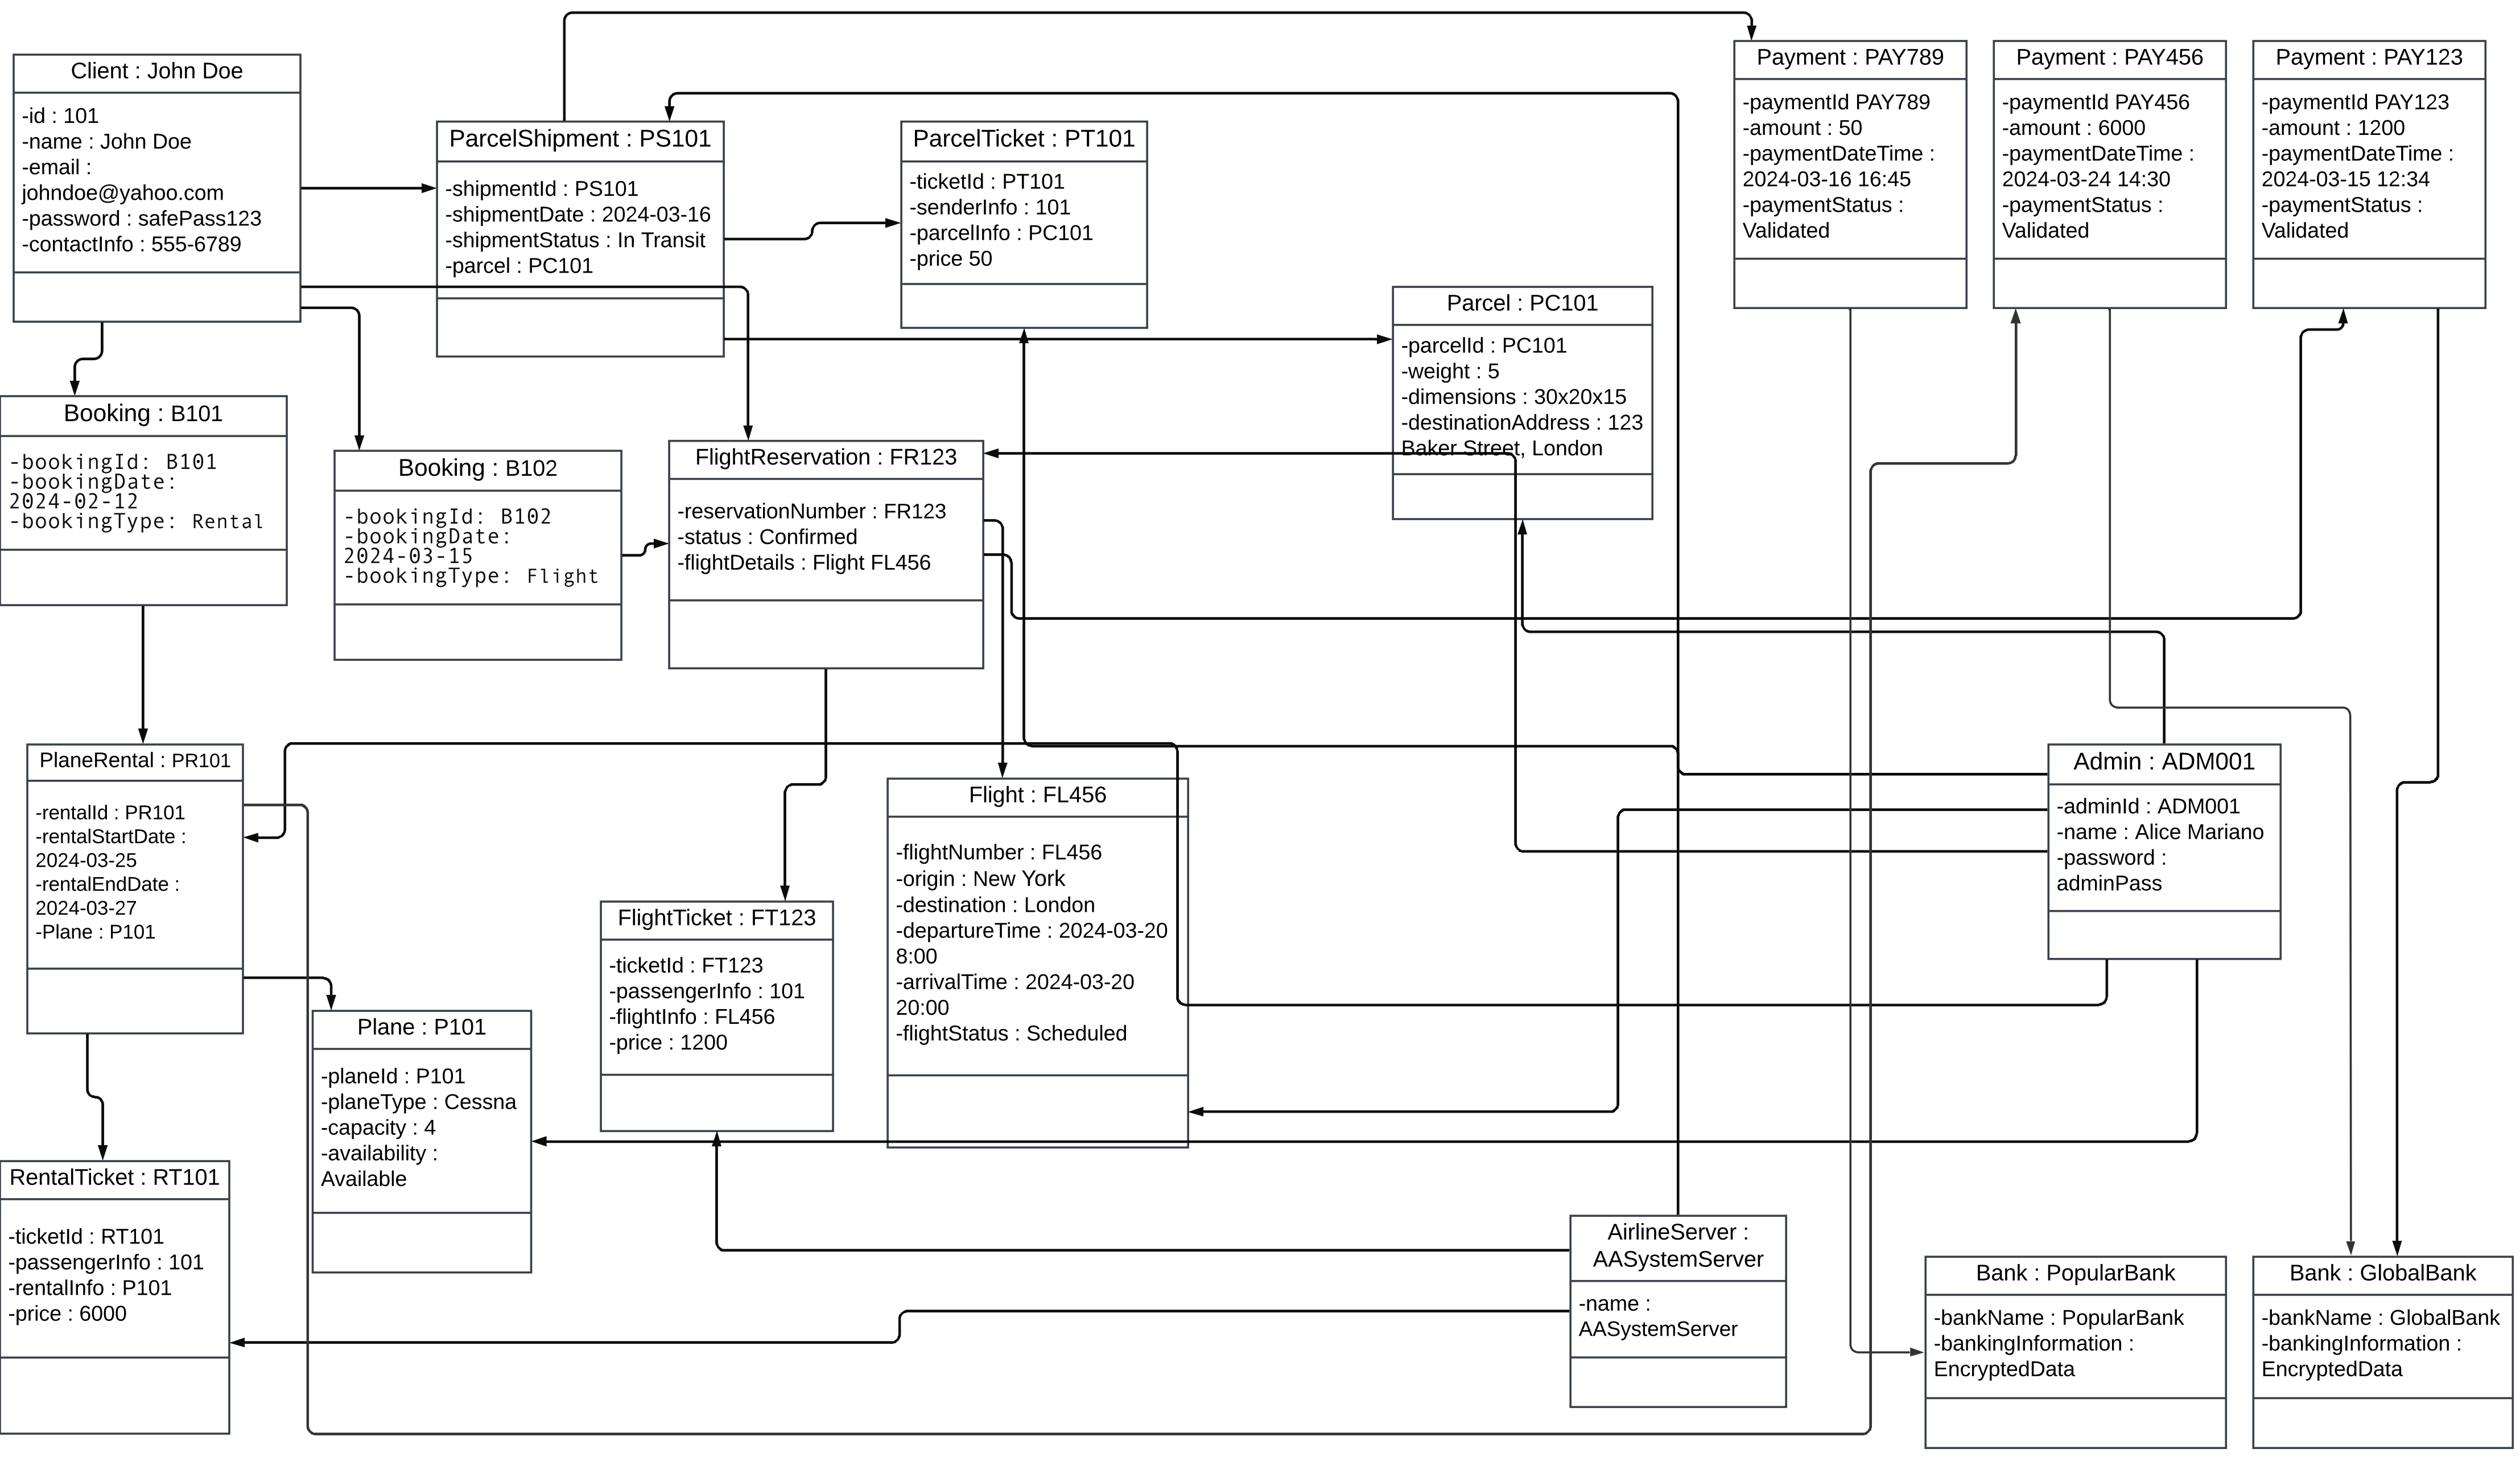 Client : John Doe
-id : 101
-name : John Doe
-email :
johndoe@yahoo.com
-password : safePass123
-contactInfo : 555-6789
ParcelShipment : PS101
-shipmentId : PS101
-shipmentDate : 2024-03-16
-shipmentStatus : In Transit
-parcel : PC101
ParcelTicket : PT101
-ticketId : PT101
-senderInfo : 101
-parcelInfo : PC101
-price 50
Payment : PAY789
-paymentId PAY789
-amount : 50
-paymentDateTime :
2024-03-16 16:45
-paymentStatus :
Validated
Payment : PAY456
-paymentId PAY456
-amount : 6000
-paymentDateTime :
2024-03-24 14:30
-paymentStatus :
Validated
Payment : PAY123
-paymentId PAY123
-amount : 1200
-paymentDateTime :
2024-03-15 12:34
-paymentStatus :
Validated
Parcel : PC101
-parcelId : PC101
-weight : 5
-dimensions : 30x20x15
-destinationAddress : 123
Baker Street, London
Booking : B101
-bookingId: B101
-bookingDate:
2024-02-12
-bookingType: Rental
Booking : B102
-bookingId: B102
-bookingDate:
2024-03-15
-bookingType: Flight
FlightReservation : FR123
-reservationNumber : FR123
-status : Confirmed
-flightDetails : Flight FL456
PlaneRental : PR101
-rentalId : PR101
-rentalStartDate :
2024-03-25
-rentalEndDate :
2024-03-27
-Plane : P101
Flight : FL456
-flightNumber : FL456
-origin : New York
-destination : London
-departureTime : 2024-03-20
8:00
-arrivalTime : 2024-03-20
20:00
-flightStatus : Scheduled
Admin : ADM001
-adminId : ADM001
-name : Alice Mariano
-password :
adminPass
FlightTicket : FT123
-ticketId : FT123
-passengerInfo : 101
-flightInfo : FL456
-price : 1200
Plane : P101
-planeId : P101
-planeType : Cessna
-capacity : 4
-availability :
Available
RentalTicket : RT101
-ticketId : RT101
-passengerInfo : 101
-rentalInfo : P101
-price : 6000
AirlineServer :
AASystemServer
-name :
AASystemServer
Bank : PopularBank
-bankName : PopularBank
-bankingInformation :
EncryptedData
Bank : GlobalBank
-bankName : GlobalBank
-bankingInformation :
EncryptedData